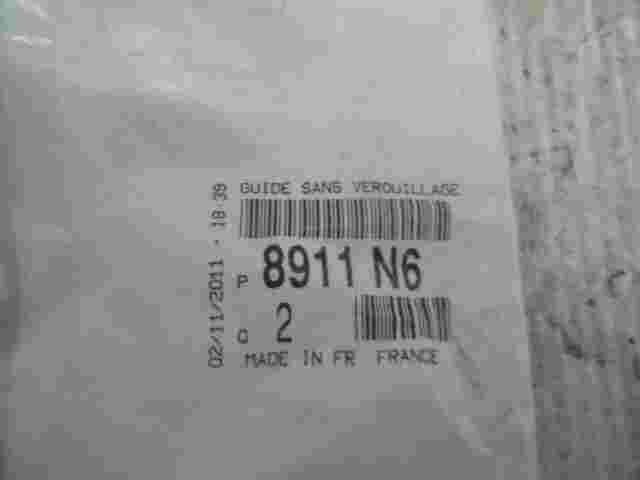 GUIDE SANS VEROUILLAGE
P 8911 N6
Q 2
MADE IN FR FRANCE
02/11/2011 - 18:39